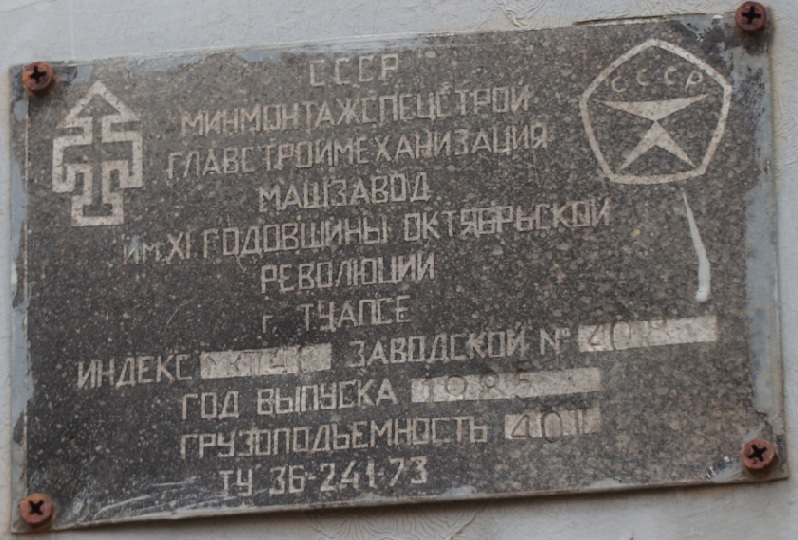 СССР
СССР
МИНМОНТАЖСПЕЦСТРОЙ
ГЛАВСТРОЙМЕХАНИЗАЦИЯ
МАШЗАВОД
ИМ. XI ГОДОВЩИНЫ ОКТЯБРЬСКОЙ
РЕВОЛЮЦИИ
г. ТУАПСЕ
ИНДЕКС ЗАВОДСКОЙ №
ГОД ВЫПУСКА 1985
ГРУЗОПОДЪЕМНОСТЬ
ТУ 36-241-73